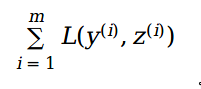 m
∑ L(y⁽ⁱ⁾, z⁽ⁱ⁾)
i = 1